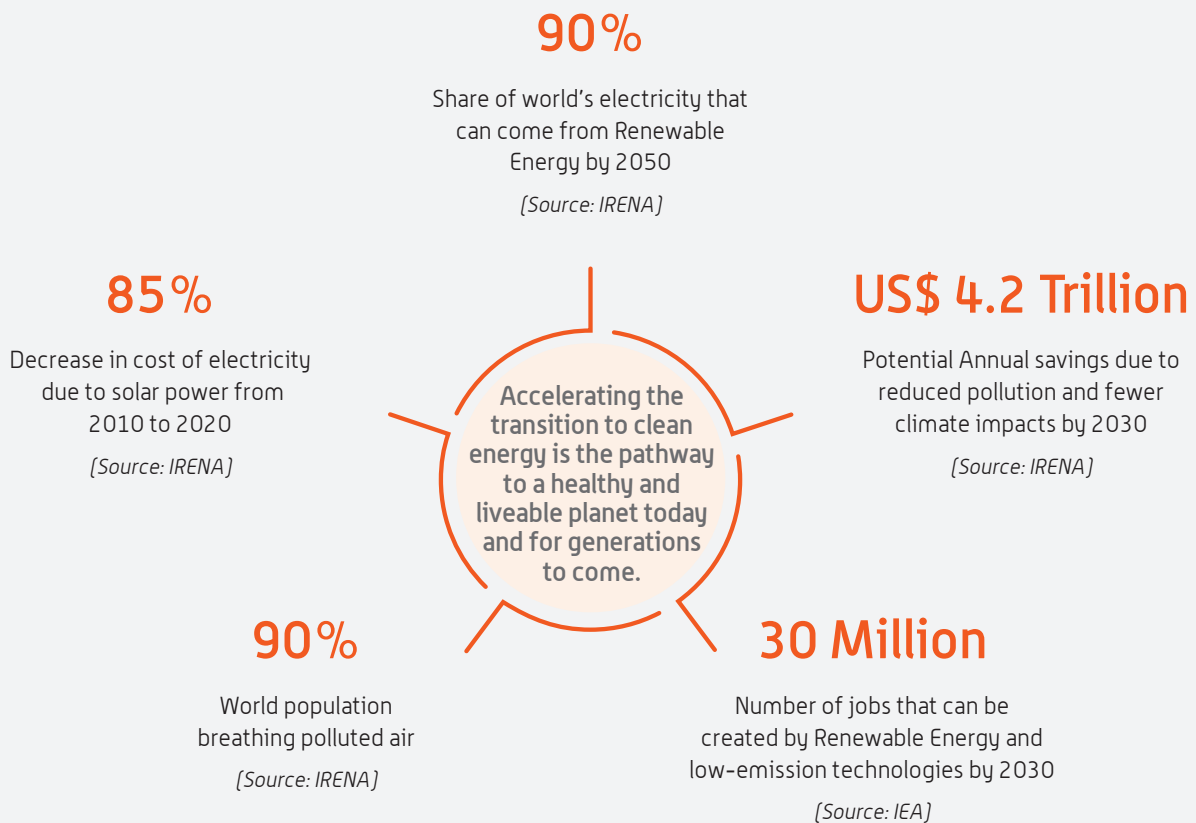 90%
Share of world's electricity that
can come from Renewable
Energy by 2050
(Source: IRENA)
85%
Decrease in cost of electricity
due to solar power from
2010 to 2020
(Source: IRENA)
US$ 4.2 Trillion
Potential Annual savings due to
reduced pollution and fewer
climate impacts by 2030
(Source: IRENA)
Accelerating the
transition to clean
energy is the pathway
to a healthy and
liveable planet today
and for generations
to come.
90%
World population
breathing polluted air
(Source: IRENA)
30 Million
Number of jobs that can be
created by Renewable Energy and
low-emission technologies by 2030
(Source: IEA)